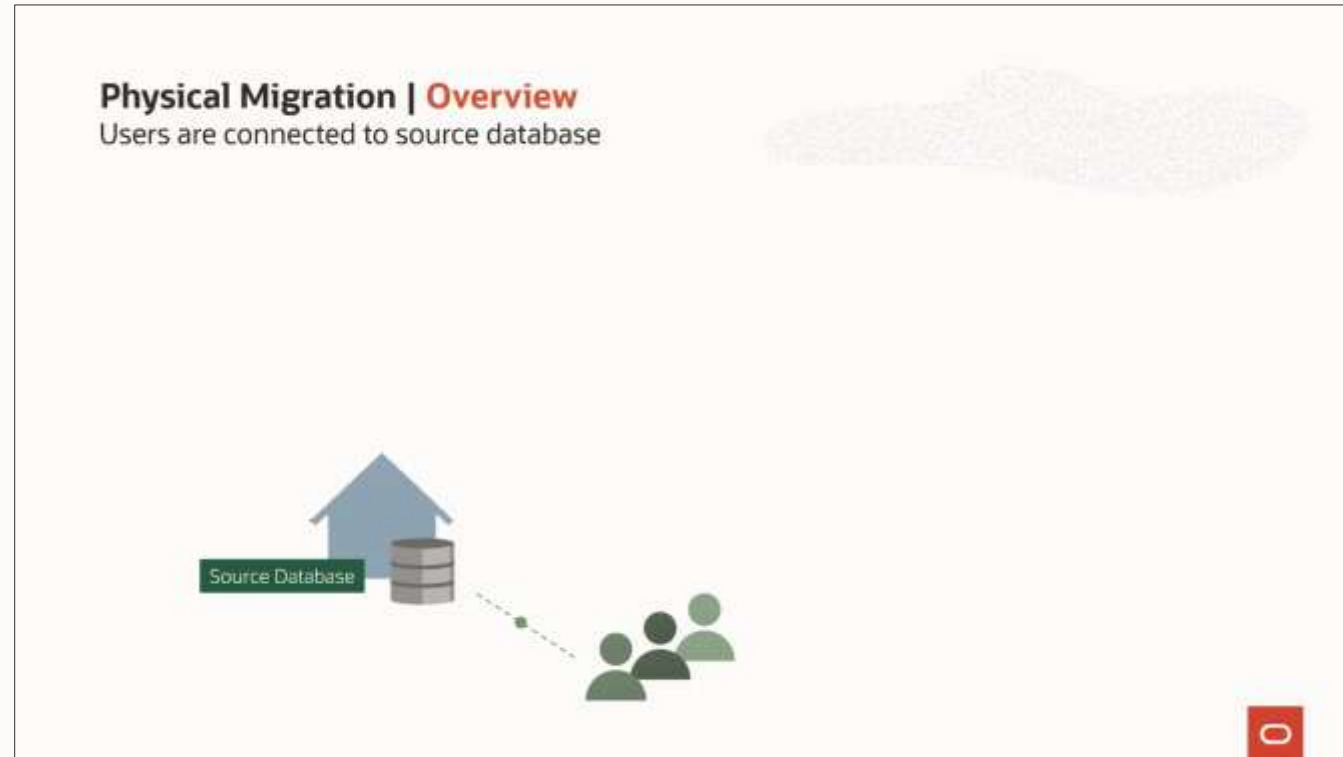 Physical Migration | Overview
Users are connected to source database
Source Database